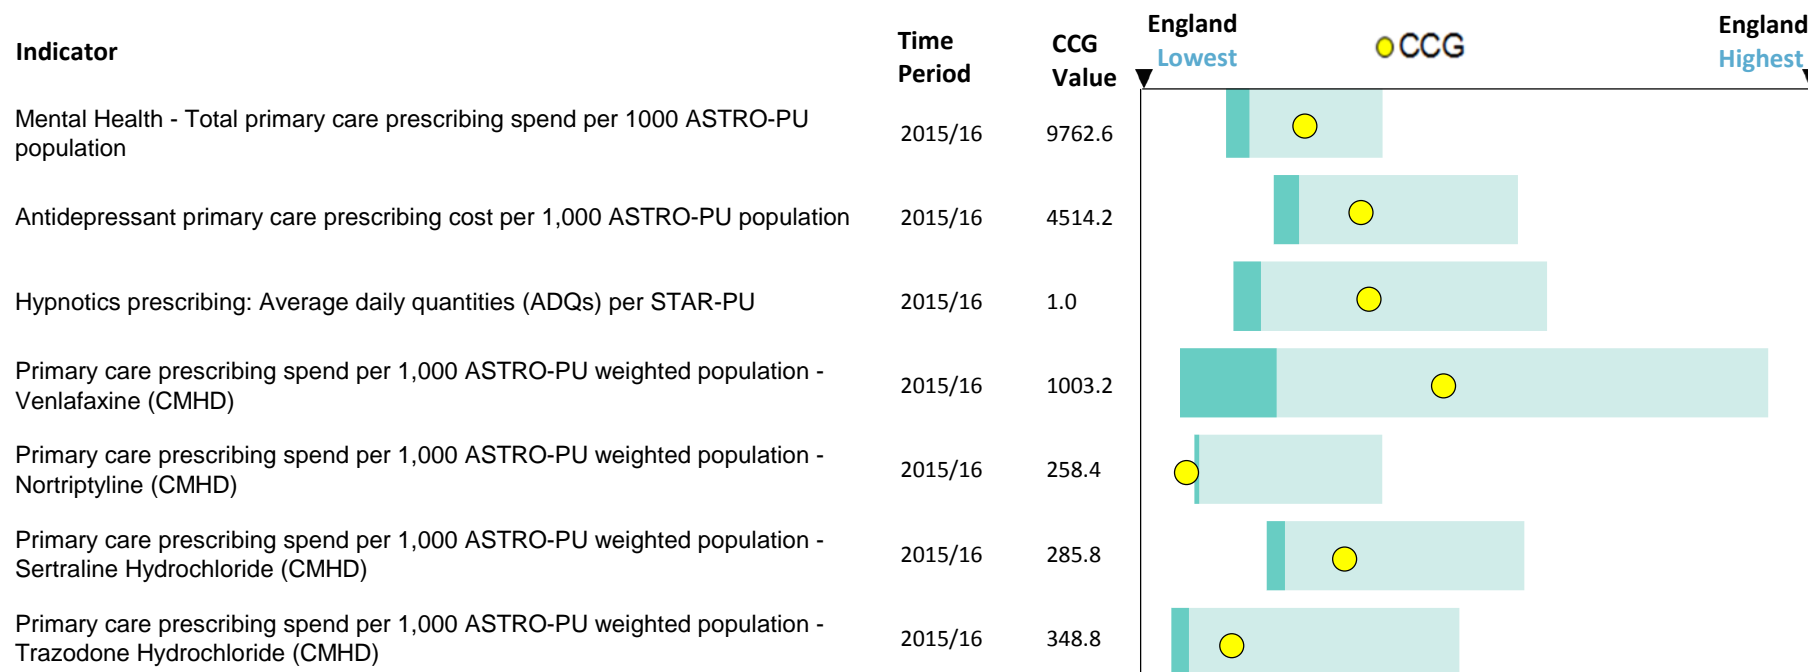 Indicator
Time
Period
CCG
Value
England
Lowest
CCG
England
Highest
Mental Health - Total primary care prescribing spend per 1000 ASTRO-PU
population
2015/16
9762.6
Antidepressant primary care prescribing cost per 1,000 ASTRO-PU population
2015/16
4514.2
Hypnotics prescribing: Average daily quantities (ADQs) per STAR-PU
2015/16
1.0
Primary care prescribing spend per 1,000 ASTRO-PU weighted population -
Venlafaxine (CMHD)
2015/16
1003.2
Primary care prescribing spend per 1,000 ASTRO-PU weighted population -
Nortriptyline (CMHD)
2015/16
258.4
Primary care prescribing spend per 1,000 ASTRO-PU weighted population -
Sertraline Hydrochloride (CMHD)
2015/16
285.8
Primary care prescribing spend per 1,000 ASTRO-PU weighted population -
Trazodone Hydrochloride (CMHD)
2015/16
348.8